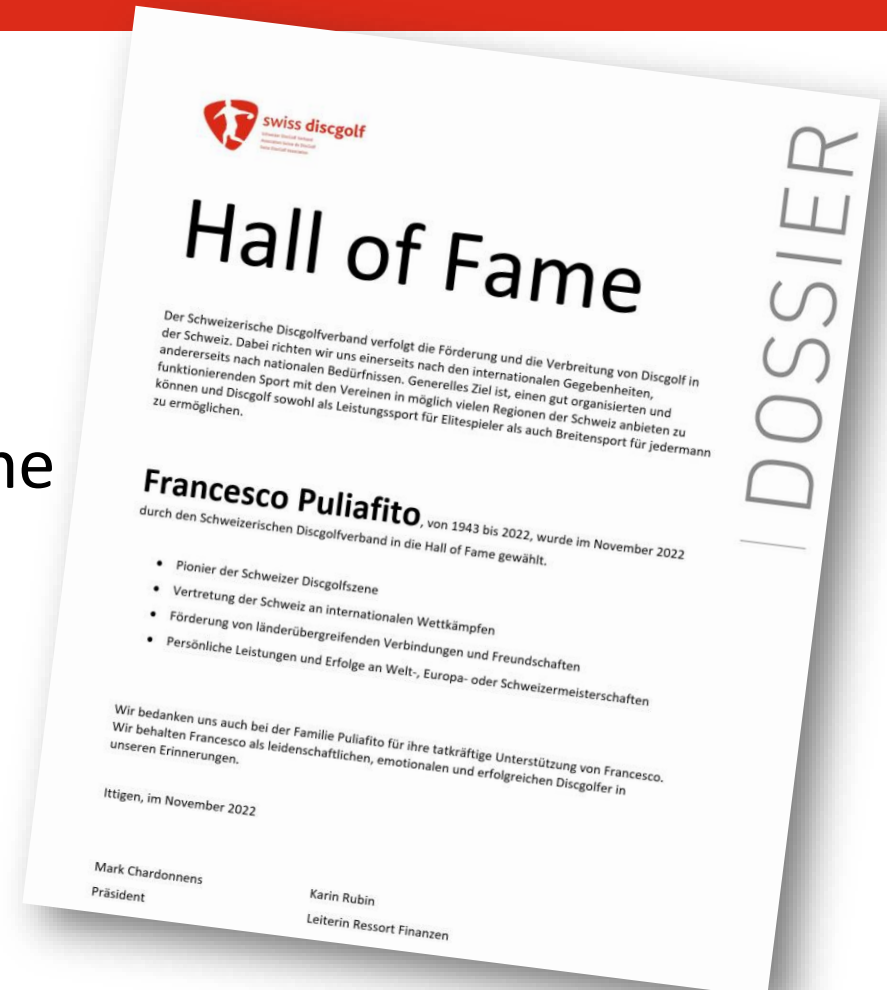 swiss discgolf
Hall of Fame
Der Schweizerische Discgolfverband verfolgt die Förderung und die Verbreitung von Discgolf in
der Schweiz. Dabei richten wir uns einerseits nach den internationalen Gegebenheiten,
andererseits nach nationalen Bedürfnissen. Generelles Ziel ist, einen gut organisierten und
funktionierenden Sport mit den Vereinen in möglich vielen Regionen der Schweiz anbieten zu
können und Discgolf sowohl als Leistungssport für Elitespieler als auch Breitensport für jedermann
zu ermöglichen.
ne
Francesco Puliafito, von 1943 bis 2022, wurde im November 2022
durch den Schweizerischen Discgolfverband in die Hall of Fame gewählt.
• Pionier der Schweizer Discgolfszene
• Vertretung der Schweiz an internationalen Wettkämpfen
• Förderung von länderübergreifenden Verbindungen und Freundschaften
• Persönliche Leistungen und Erfolge an Welt-, Europa- oder Schweizermeisterschaften
Wir bedanken uns auch bei der Familie Puliafito für ihre tatkräftige Unterstützung von Francesco.
Wir behalten Francesco als leidenschaftlichen, emotionalen und erfolgreichen Discgolfer in
unseren Erinnerungen.
Ittigen, im November 2022
Mark Chardonnens
Präsident
Karin Rubin
Leiterin Ressort Finanzen
| DOSSIER